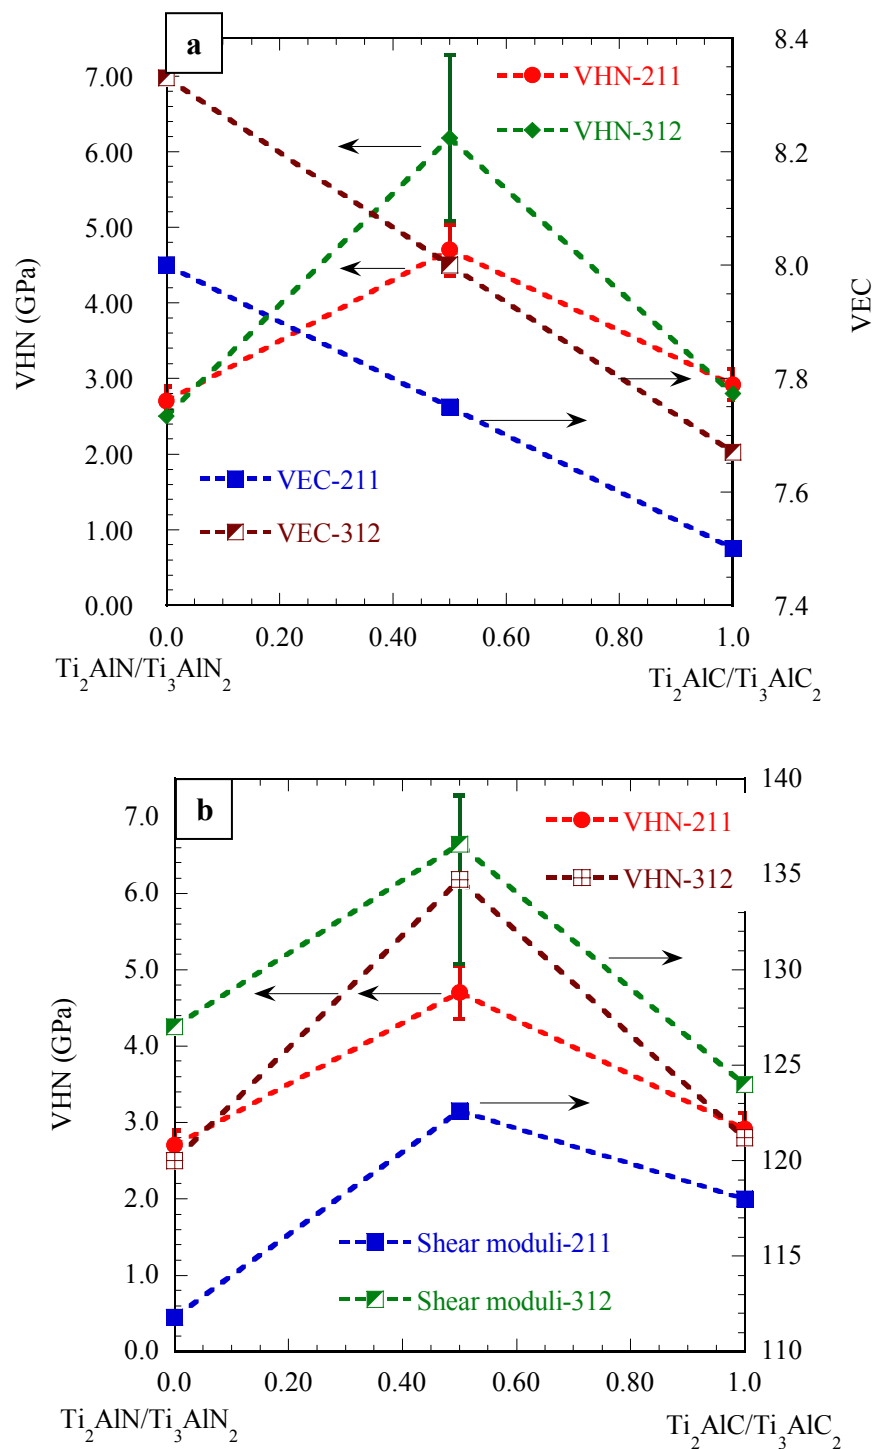 a
8.4
7.00
VHN-211
VHN-312
8.2
6.00
5.00
8.0
4.00
VHN (GPa)
VEC
3.00
7.8
2.00
VEC-211
7.6
VEC-312
1.00
0.00
7.4
0.0 0.20 0.40 0.60 0.80 1.0
Ti₂AlN/Ti₃AlN₂
Ti₂AlC/Ti₃AlC₂
b
140
7.0
VHN-211
VHN-312
135
6.0
5.0
130
4.0
VHN (GPa)
125
3.0
120
2.0
Shear moduli-211
115
1.0
Shear moduli-312
0.0
110
0.0 0.20 0.40 0.60 0.80 1.0
Ti₂AlN/Ti₃AlN₂
Ti₂AlC/Ti₃AlC₂